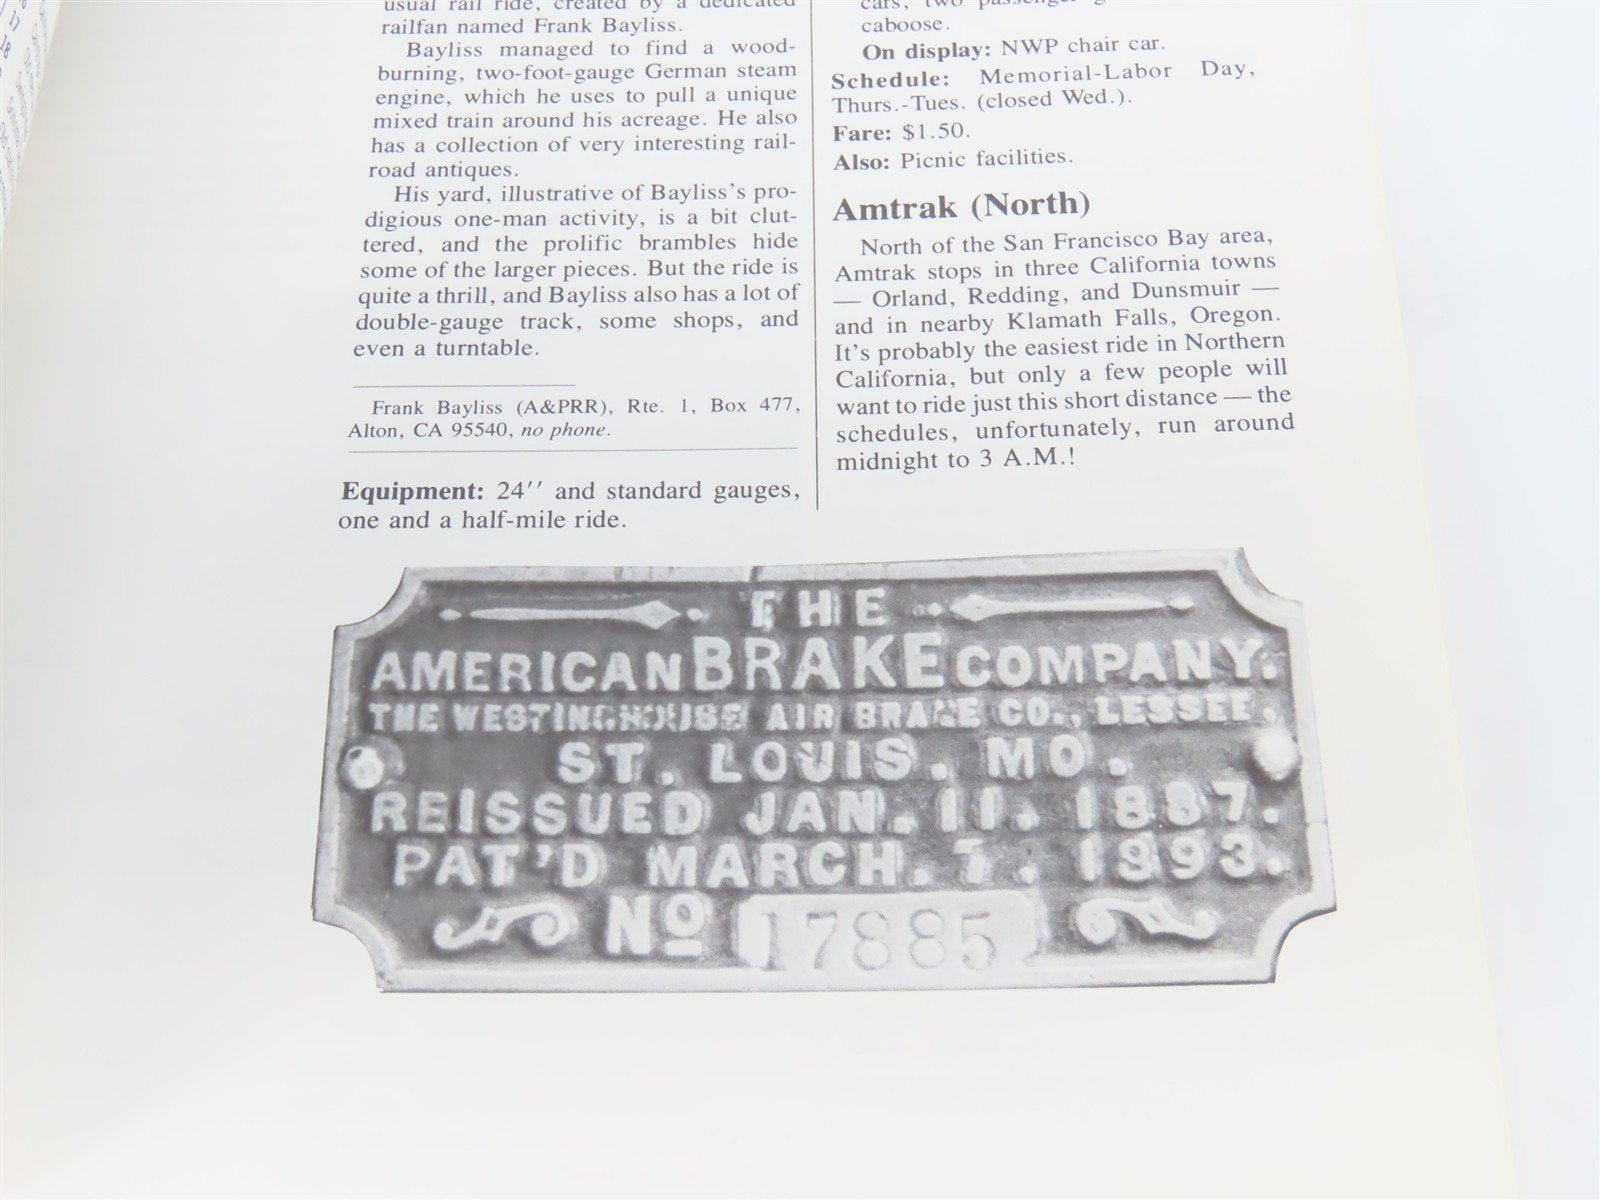 usual rail ride, created by a dedicated
railfan named Frank Bayliss.
Bayliss managed to find a wood-
burning, two-foot-gauge German steam
engine, which he uses to pull a unique
mixed train around his acreage. He also
has a collection of very interesting rail-
road antiques.
His yard, illustrative of Bayliss's pro-
digious one-man activity, is a bit clut-
tered, and the prolific brambles hide
some of the larger pieces. But the ride is
quite a thrill, and Bayliss also has a lot of
double-gauge track, some shops, and
even a turntable.
Frank Bayliss (A&PRR), Rte. 1, Box 477,
Alton, CA 95540, no phone.
Equipment: 24″ and standard gauges,
one and a half-mile ride.
cars, two passenger
caboose.
On display: NWP chair car.
Schedule: Memorial-Labor Day,
Thurs.-Tues. (closed Wed.).
Fare: $1.50.
Also: Picnic facilities.
Amtrak (North)
North of the San Francisco Bay area,
Amtrak stops in three California towns
— Orland, Redding, and Dunsmuir —
and in nearby Klamath Falls, Oregon.
It's probably the easiest ride in Northern
California, but only a few people will
want to ride just this short distance — the
schedules, unfortunately, run around
midnight to 3 A.M.!
THE
AMERICAN BRAKE COMPANY.
THE WESTINGHOUSE AIR BRAKE CO., LESSEE.
ST. LOUIS. MO.
REISSUED JAN. 11. 1887.
PAT'D MARCH. 7. 1893.
No 17885
17
18